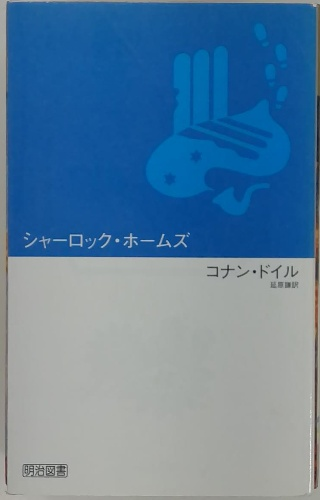 シャーロック・ホームズ
コナン・ドイル
延原謙訳
明治図書